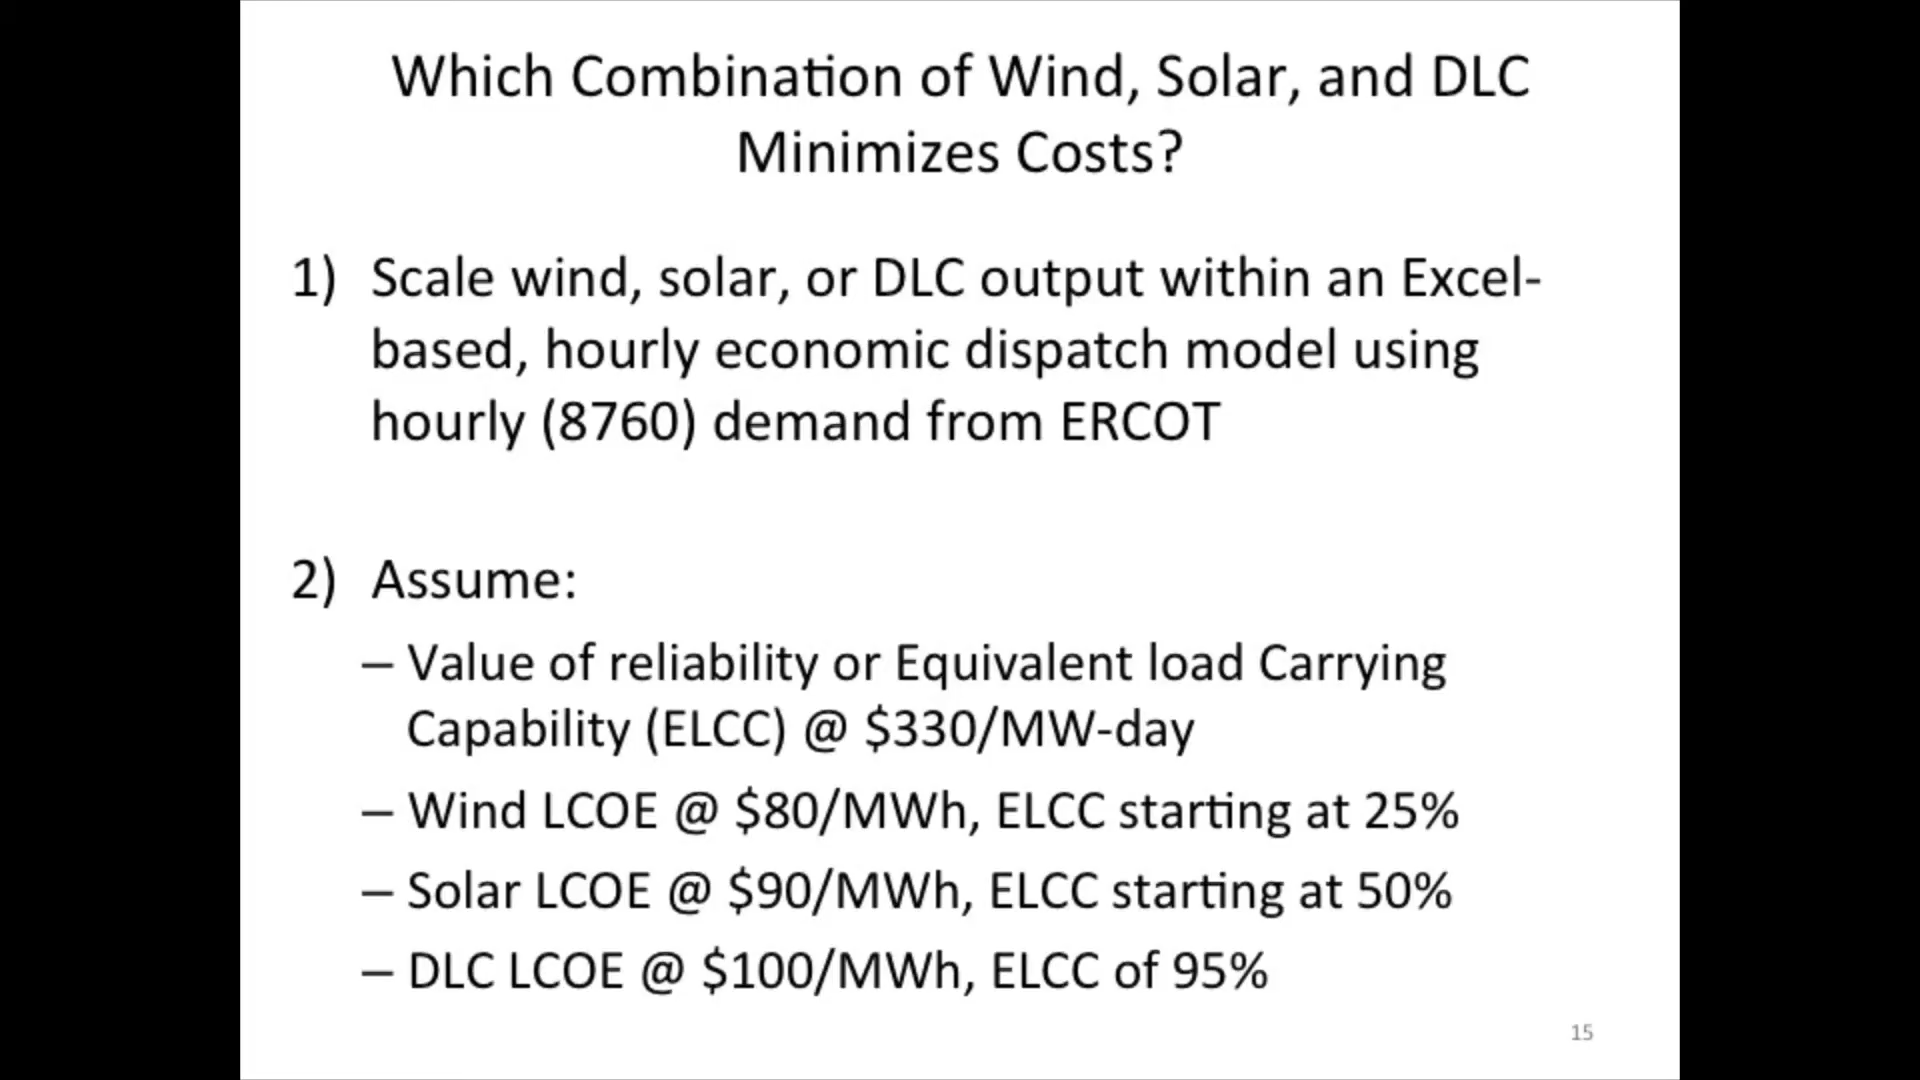 Which Combination of Wind, Solar, and DLC
Minimizes Costs?
1) Scale wind, solar, or DLC output within an Excel-
based, hourly economic dispatch model using
hourly (8760) demand from ERCOT
2) Assume:
– Value of reliability or Equivalent load Carrying
Capability (ELCC) @ $330/MW-day
– Wind LCOE @ $80/MWh, ELCC starting at 25%
– Solar LCOE @ $90/MWh, ELCC starting at 50%
– DLC LCOE @ $100/MWh, ELCC of 95%
15